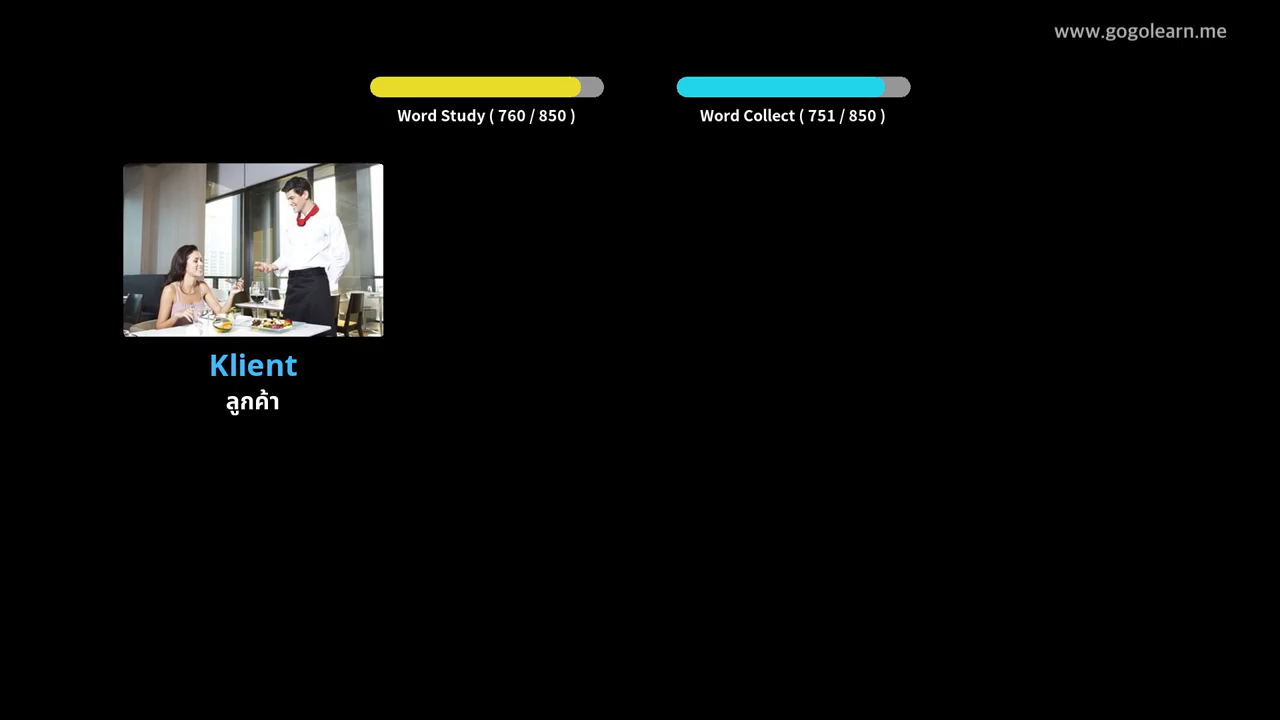 www.gogolearn.me
Word Study ( 760 / 850 )
Word Collect ( 751 / 850 )
Klient
ลูกค้า